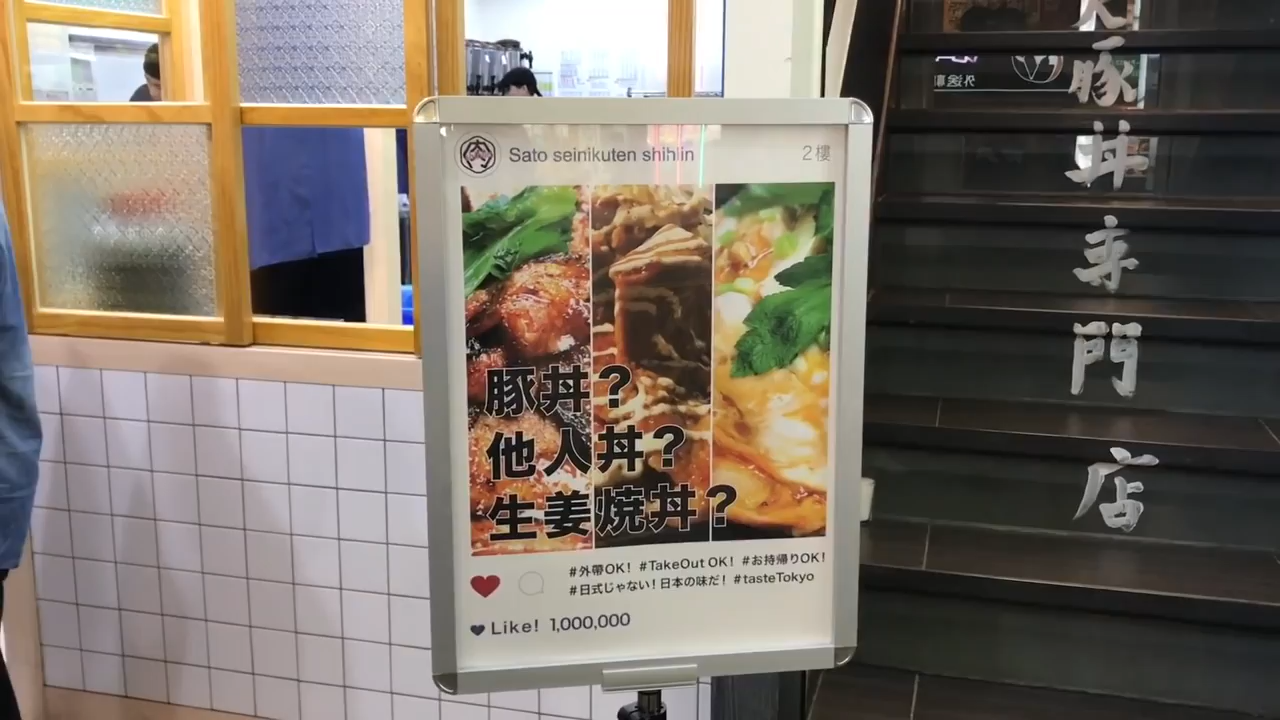 Sato seinikuten shihlin
2樓
豚丼?
他人丼?
生姜焼丼?
#外帶OK! #TakeOut OK! #お持帰りOK!
#日式じゃない!日本の味だ! #tasteTokyo
Like! 1,000,000
豚丼专門店